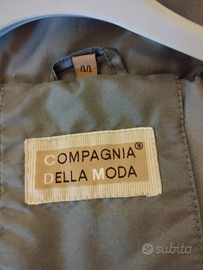 44
COMPAGNIA®
DELLA MODA
subito